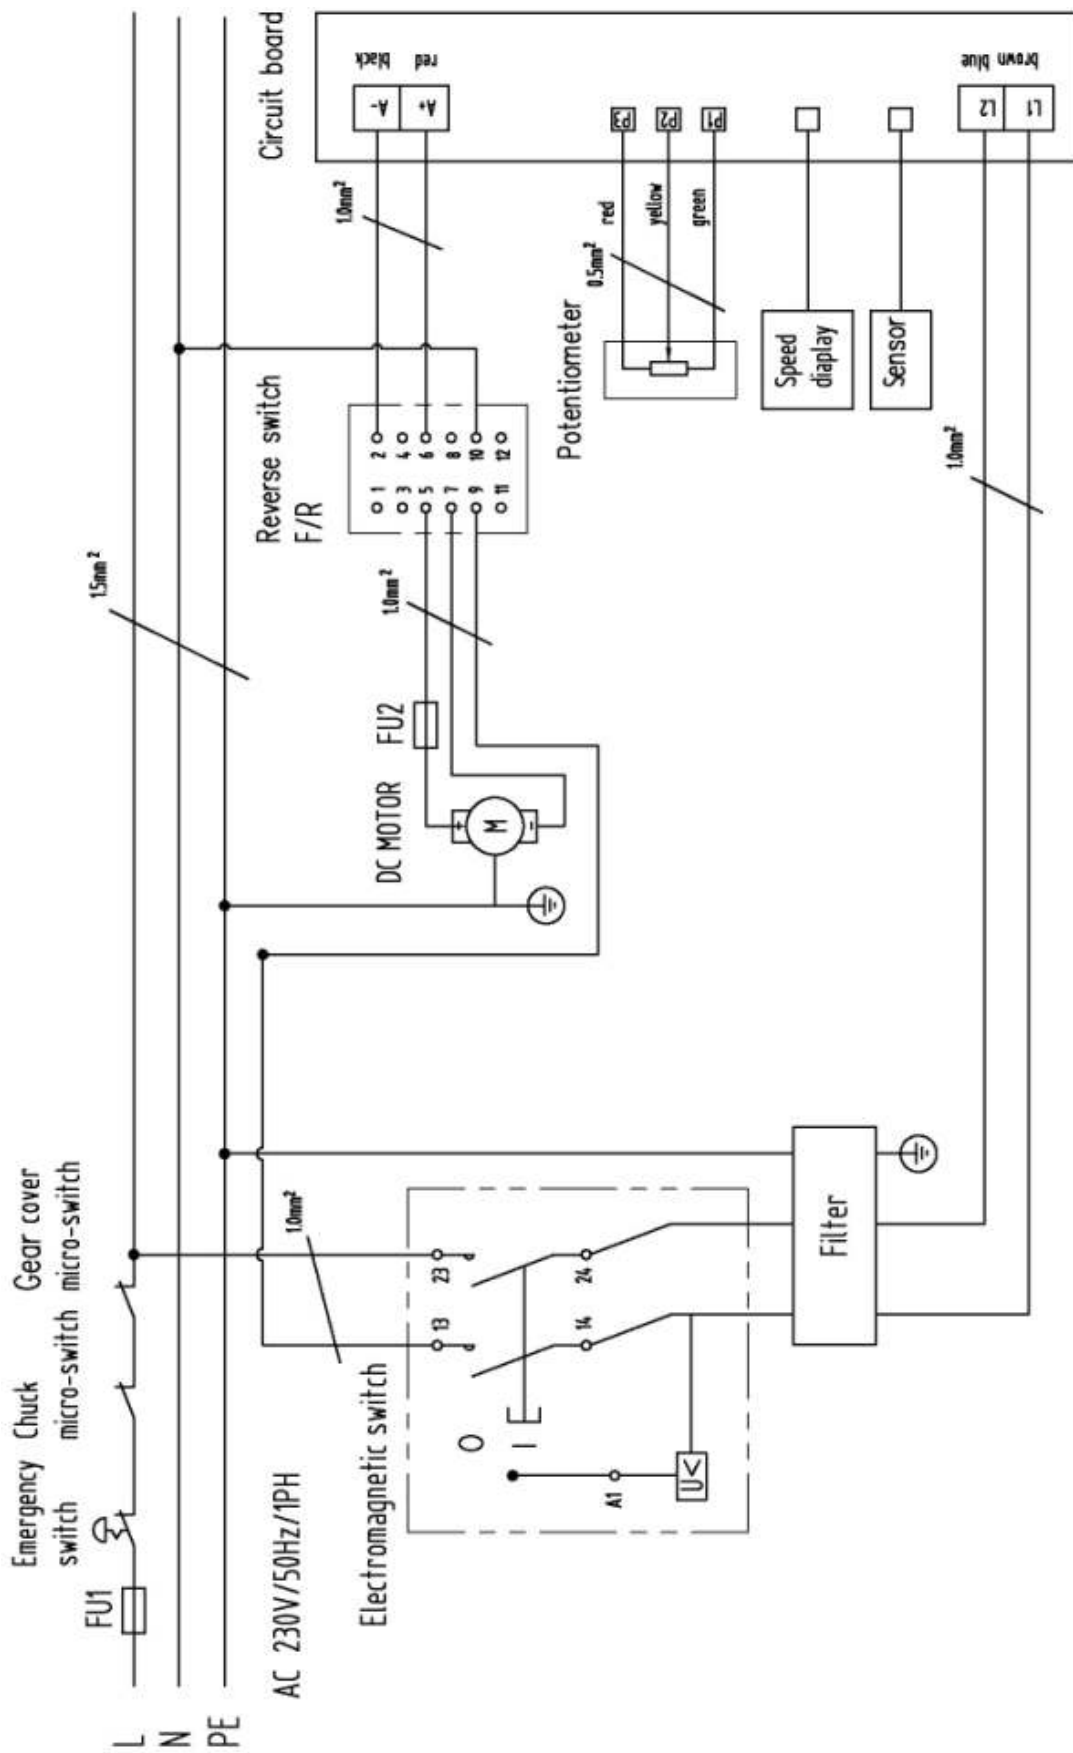 L
N
PE
FU1
Emergency
switch
Chuck
micro-switch
Gear cover
micro-switch
AC 230V/50Hz/1PH
1.5mm²
Electromagnetic switch
O
I
A1
U<
13
14
23
24
1.0mm²
Filter
DC MOTOR
+
M
-
FU2
1.0mm²
Reverse switch
F/R
1 2
3 4
5 6
7 8
9 10
11 12
1.0mm²
Circuit board
black
red
A-
A+
Potentiometer
0.5mm²
red
yellow
green
P3
P2
P1
Speed
diaplay
Sensor
1.0mm²
blue
brown
L2
L1